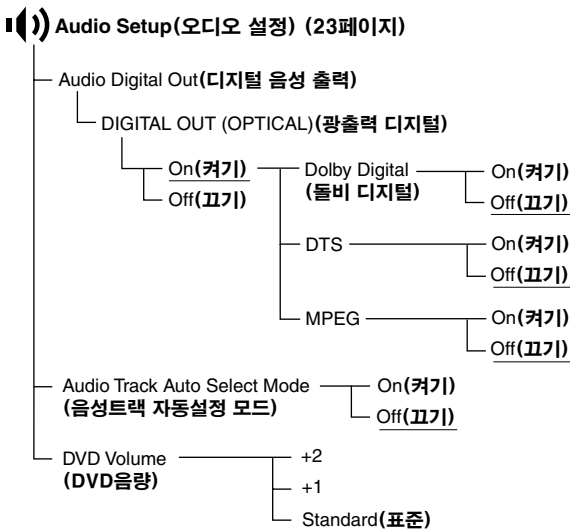 Audio Setup(오디오 설정) (23페이지)
Audio Digital Out(디지털 음성 출력)
DIGITAL OUT (OPTICAL)(광출력 디지털)
On(켜기)
Off(끄기)
Dolby Digital
(돌비 디지털)
On(켜기)
Off(끄기)
DTS
On(켜기)
Off(끄기)
MPEG
On(켜기)
Off(끄기)
Audio Track Auto Select Mode
(음성트랙 자동설정 모드)
On(켜기)
Off(끄기)
DVD Volume
(DVD음량)
+2
+1
Standard(표준)